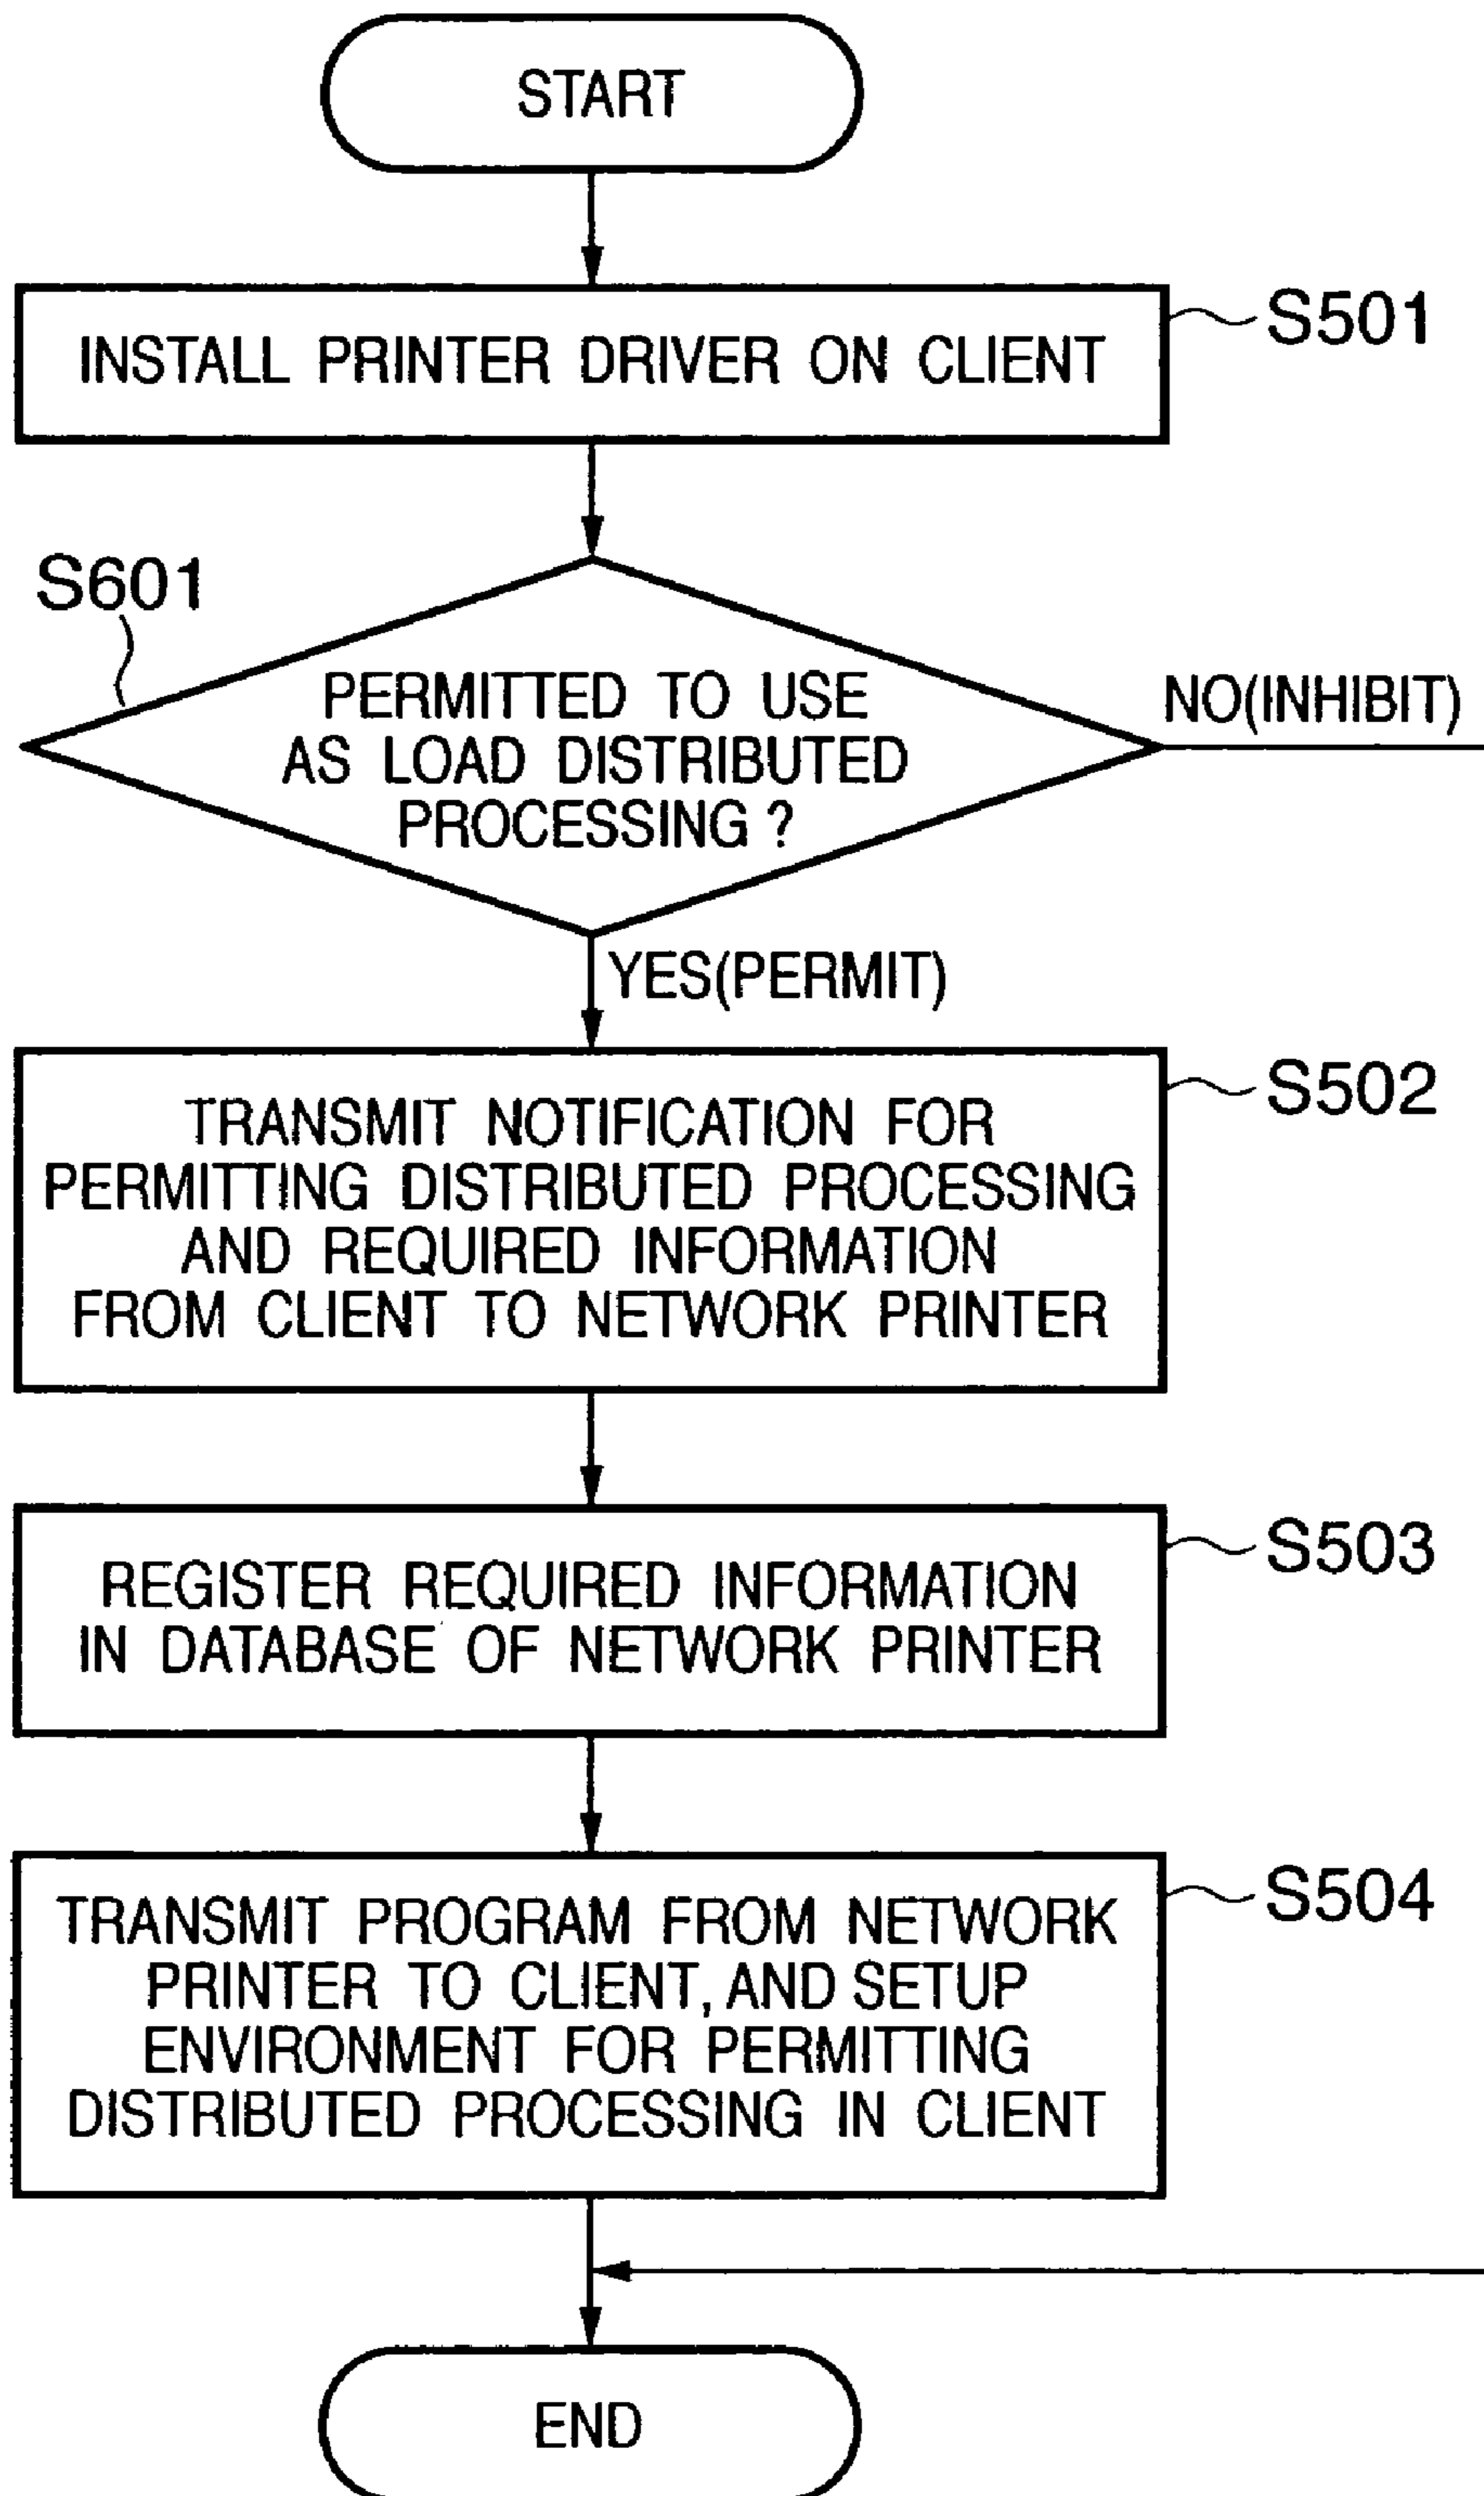 START
INSTALL PRINTER DRIVER ON CLIENT
S501
S601
PERMITTED TO USE
AS LOAD DISTRIBUTED
PROCESSING ?
NO(INHIBIT)
YES(PERMIT)
S502
TRANSMIT NOTIFICATION FOR
PERMITTING DISTRIBUTED PROCESSING
AND REQUIRED INFORMATION
FROM CLIENT TO NETWORK PRINTER
S503
REGISTER REQUIRED INFORMATION
IN DATABASE OF NETWORK PRINTER
S504
TRANSMIT PROGRAM FROM NETWORK
PRINTER TO CLIENT, AND SETUP
ENVIRONMENT FOR PERMITTING
DISTRIBUTED PROCESSING IN CLIENT
END